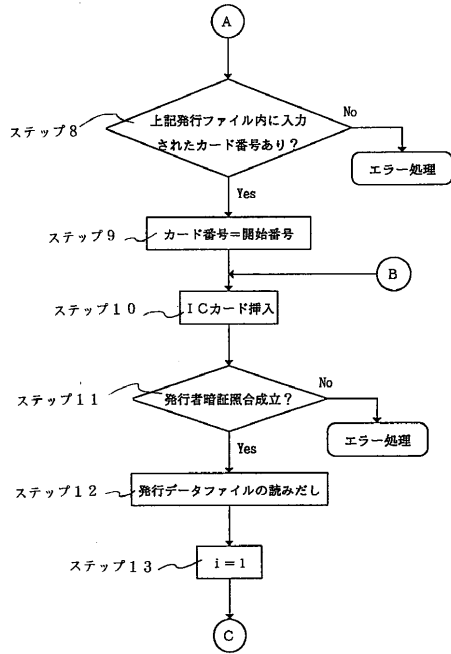 A
上記発行ファイル内に入力
されたカード番号あり？
No
ステップ8
エラー処理
Yes
カード番号＝開始番号
ステップ9
B
ＩＣカード挿入
ステップ10
No
発行者暗証照合成立？
ステップ11
エラー処理
Yes
発行データファイルの読みだし
ステップ12
i＝1
ステップ13
C